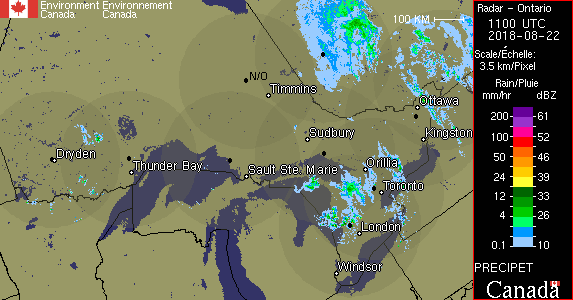 Environment Environnement
Canada Canada
100 KM
N/O
Timmins
Ottawa
Sudbury
Kingston
Dryden
Thunder Bay
Sault Ste. Marie
Orillia
Toronto
London
Windsor
Radar - Ontario
1100 UTC
2018-08-22
Scale/Échelle:
3.5 km/Pixel
Rain/Pluie
mm/hr dBZ
200 61
100 52
50 46
24 39
12 33
4 26
0.1 10
PRECIPET
Canada